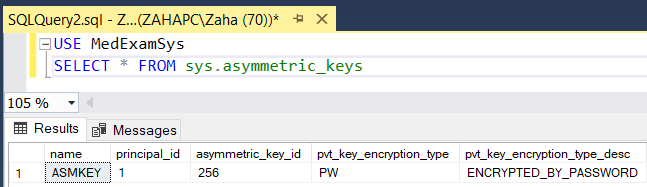 SQLQuery2.sql - Z...(ZAHAPC\Zaha (70))*
USE MedExamSys
SELECT * FROM sys.asymmetric_keys
105 %
Results Messages
name principal_id asymmetric_key_id pvt_key_encryption_type pvt_key_encryption_type_desc
1 ASMKEY 1 256 PW ENCRYPTED_BY_PASSWORD